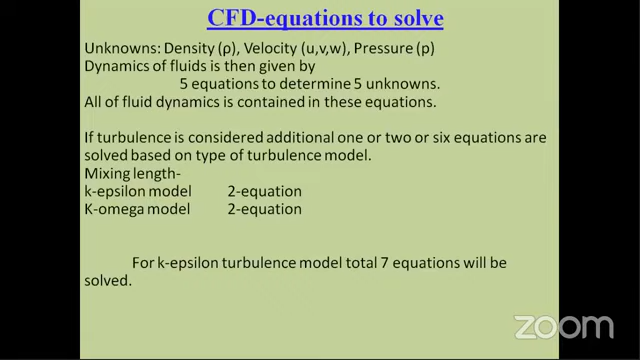 CFD-equations to solve
Unknowns: Density (ρ), Velocity (u,v,w), Pressure (p)
Dynamics of fluids is then given by
5 equations to determine 5 unknowns.
All of fluid dynamics is contained in these equations.
If turbulence is considered additional one or two or six equations are
solved based on type of turbulence model.
Mixing length-
k-epsilon model 2-equation
K-omega model 2-equation
For k-epsilon turbulence model total 7 equations will be
solved.
zoom